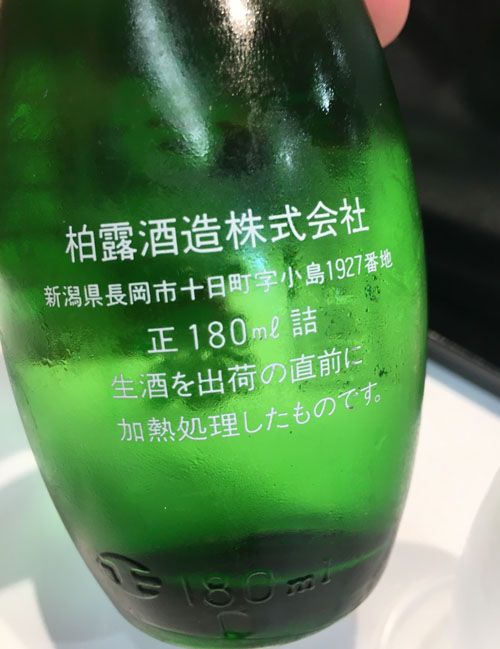 柏露酒造株式会社
新潟県長岡市十日町字小島1927番地
正 180㎖ 詰
生酒を出荷の直前に
加熱処理したものです。
正 180ml